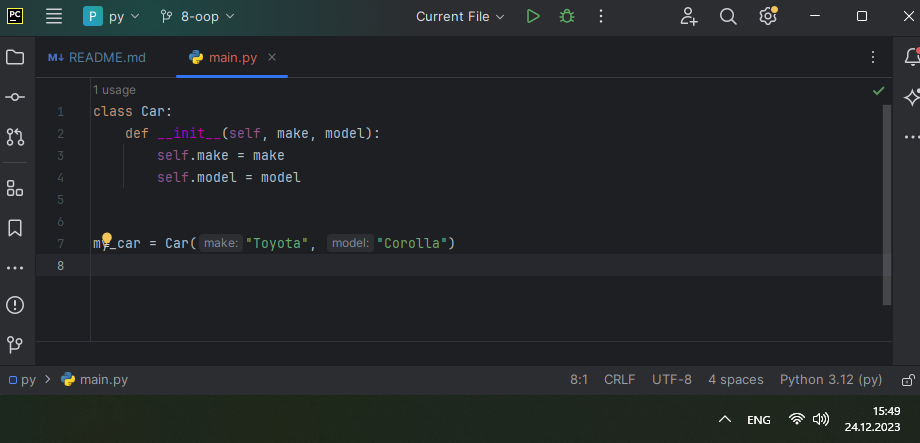 PC P py 8-oop Current File
M↓ README.md main.py
1 usage
1 class Car:
2 def __init__(self, make, model):
3 self.make = make
4 self.model = model
5
6
7 my_car = Car( make: "Toyota", model: "Corolla")
8
py > main.py 8:1 CRLF UTF-8 4 spaces Python 3.12 (py)
ENG 15:49
24.12.2023